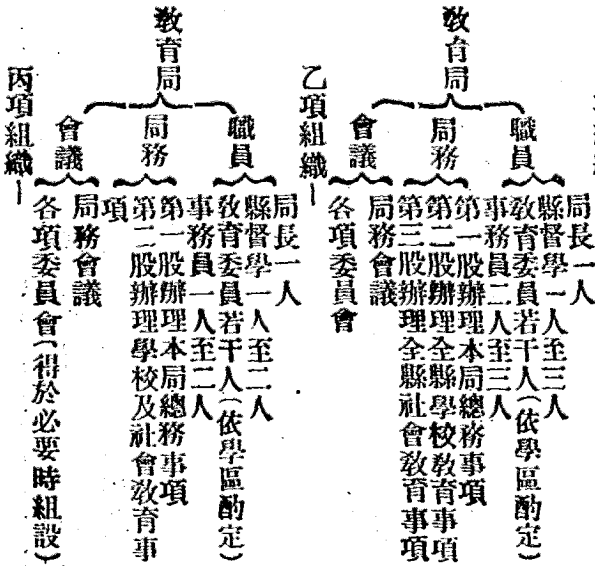 教育局
職員
局長一人
縣督學一人至三人
教育委員若干人(依學區酌定)
事務員二人至三人
局務
第一股辦理本局總務事項
第二股辦理全縣學校教育事項
第三股辦理全縣社會教育事項
會議
局務會議
各項委員會
乙項組織—
教育局
職員
局長一人
縣督學一人至二人
教育委員若干人(依學區酌定)
事務員一人至二人
局務
第一股辦理本局總務事項
第二股辦理學校及社會教育事
項
會議
局務會議
各項委員會(得於必要時組設)
丙項組織—